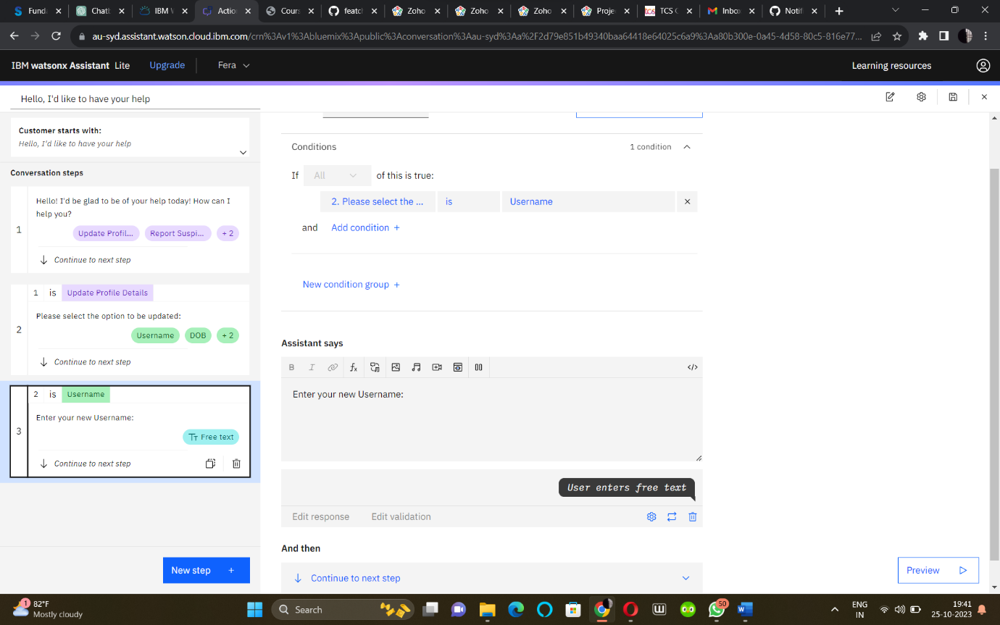 Funda
Chatb
IBM W
Action
Cours
featch
Zoho
Zoho
Zoho
Projec
TCS C
Inbox
Notifi
au-syd.assistant.watson.cloud.ibm.com/crn%3Av1%3Abluemix%3Apublic%3Aconversation%3Aau-syd%3Aa%2F2d79e851b49340baa64418e64025c6a9%3Aa80b300e-0a45-4d58-80c5-816e77...
IBM watsonx Assistant Lite
Upgrade
Fera
Learning resources
Hello, I'd like to have your help
Customer starts with:
Hello, I'd like to have your help
Conversation steps
1
Hello! I'd be glad to be of your help today! How can I
help you?
Update Profil...
Report Suspi...
+ 2
Continue to next step
2
1 is Update Profile Details
Please select the option to be updated:
Username
DOB
+ 2
Continue to next step
3
2 is Username
Enter your new Username:
Free text
Continue to next step
New step +
Conditions
1 condition
If All of this is true:
2. Please select the ...
is
Username
and Add condition +
New condition group +
Assistant says
B I
fx
</>
Enter your new Username:
User enters free text
Edit response
Edit validation
And then
Continue to next step
Preview
1
82°F
Mostly cloudy
Search
50
ENG
IN
19:41
25-10-2023